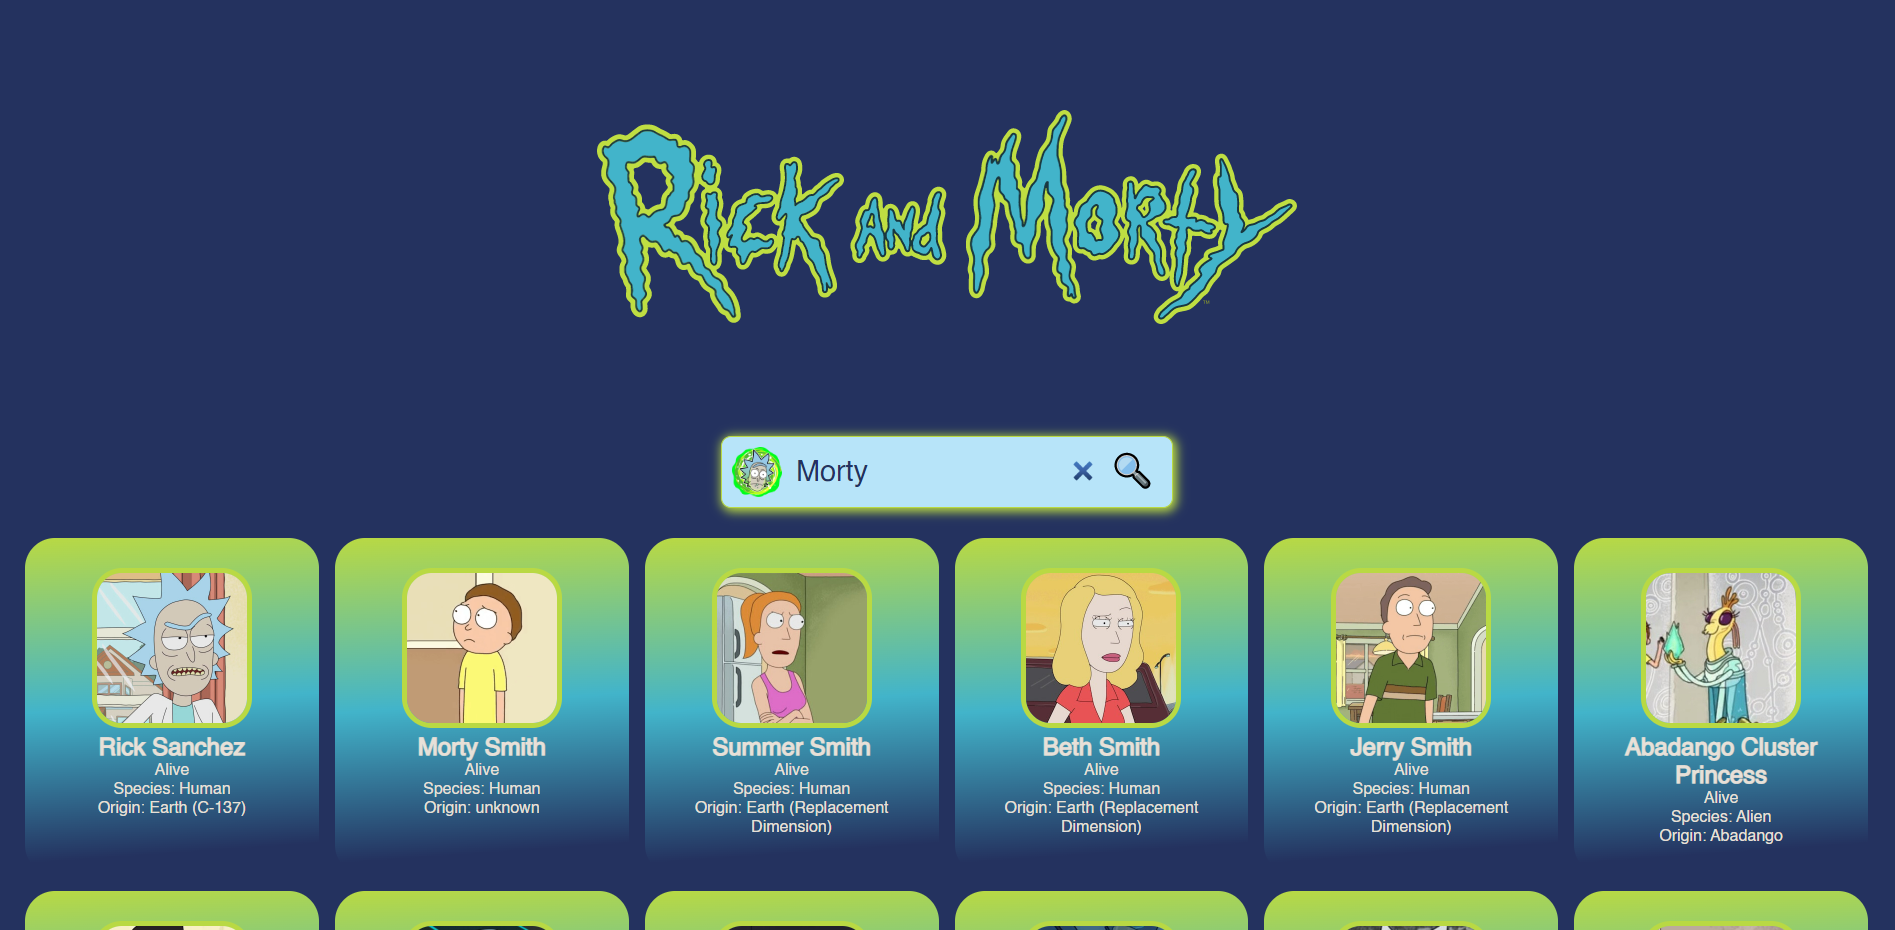 Rick and Morty
™
Morty
Rick Sanchez
Alive
Species: Human
Origin: Earth (C-137)
Morty Smith
Alive
Species: Human
Origin: unknown
Summer Smith
Alive
Species: Human
Origin: Earth (Replacement
Dimension)
Beth Smith
Alive
Species: Human
Origin: Earth (Replacement
Dimension)
Jerry Smith
Alive
Species: Human
Origin: Earth (Replacement
Dimension)
Abadango Cluster
Princess
Alive
Species: Alien
Origin: Abadango